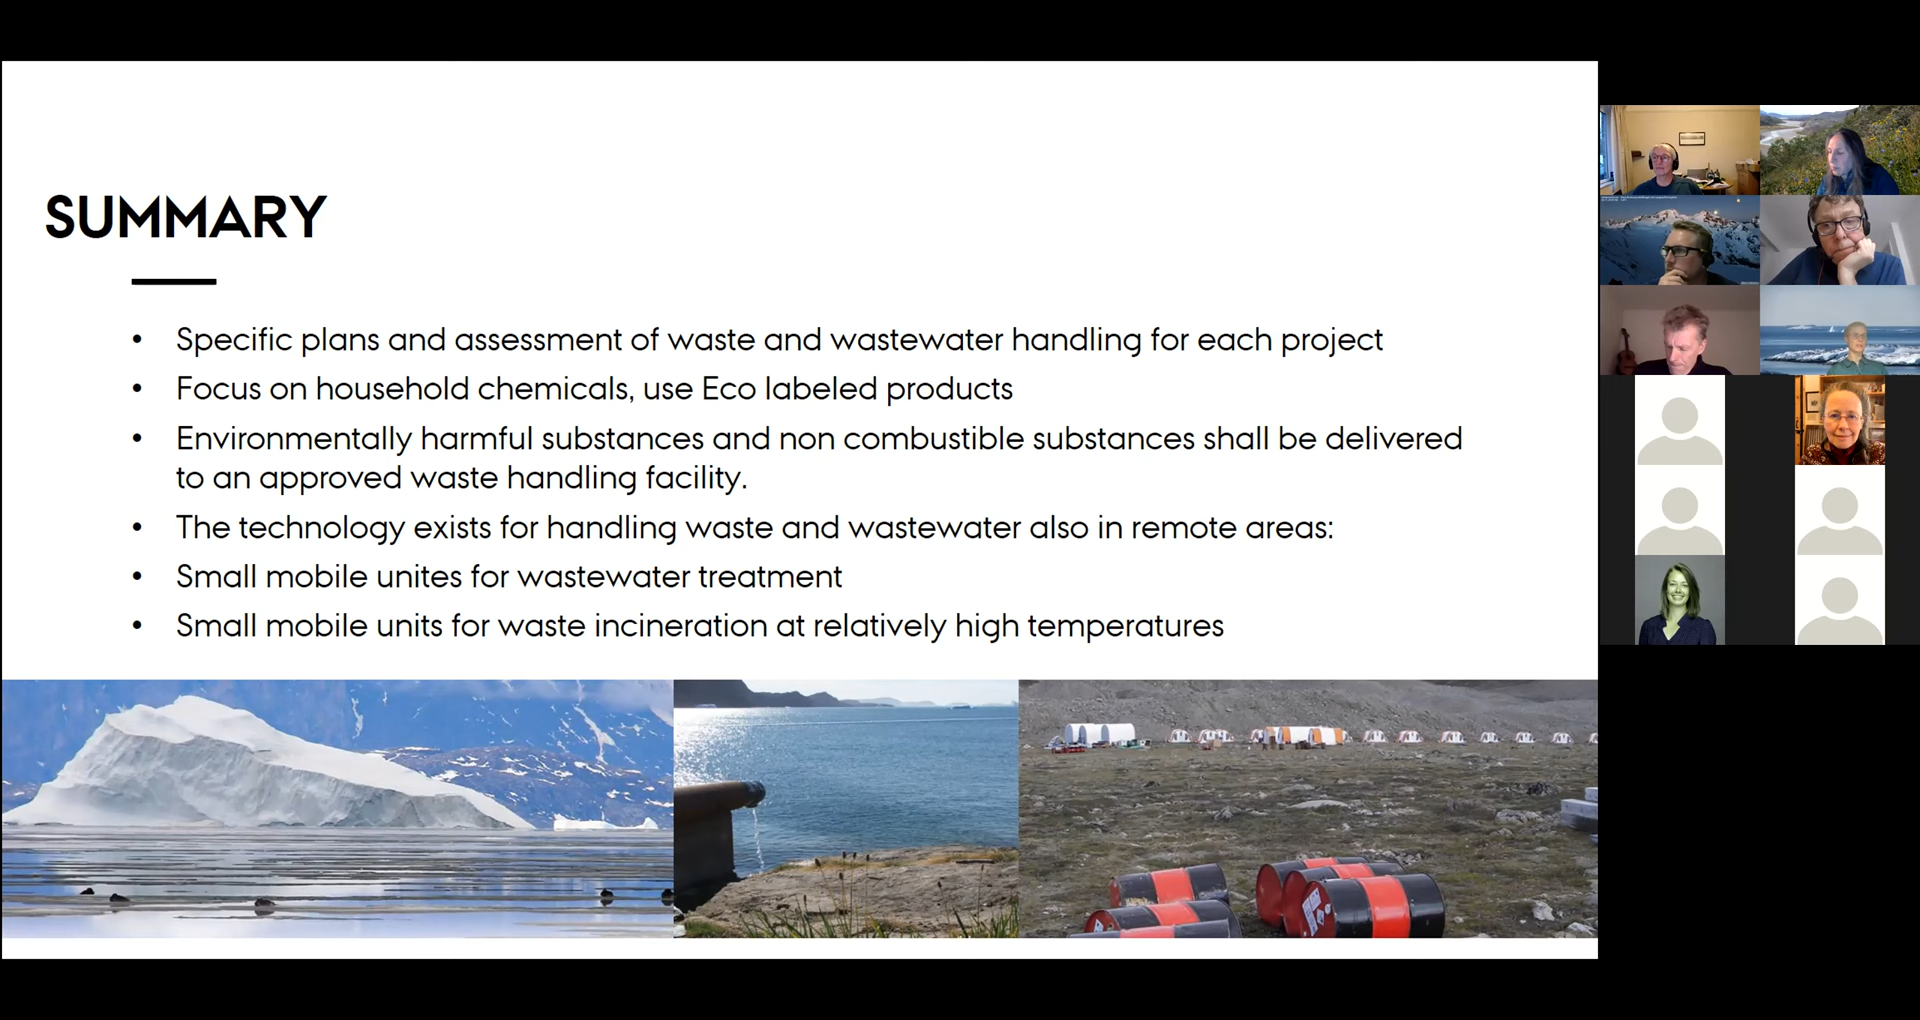 SUMMARY
• Specific plans and assessment of waste and wastewater handling for each project
• Focus on household chemicals, use Eco labeled products
• Environmentally harmful substances and non combustible substances shall be delivered
to an approved waste handling facility.
• The technology exists for handling waste and wastewater also in remote areas:
• Small mobile unites for wastewater treatment
• Small mobile units for waste incineration at relatively high temperatures